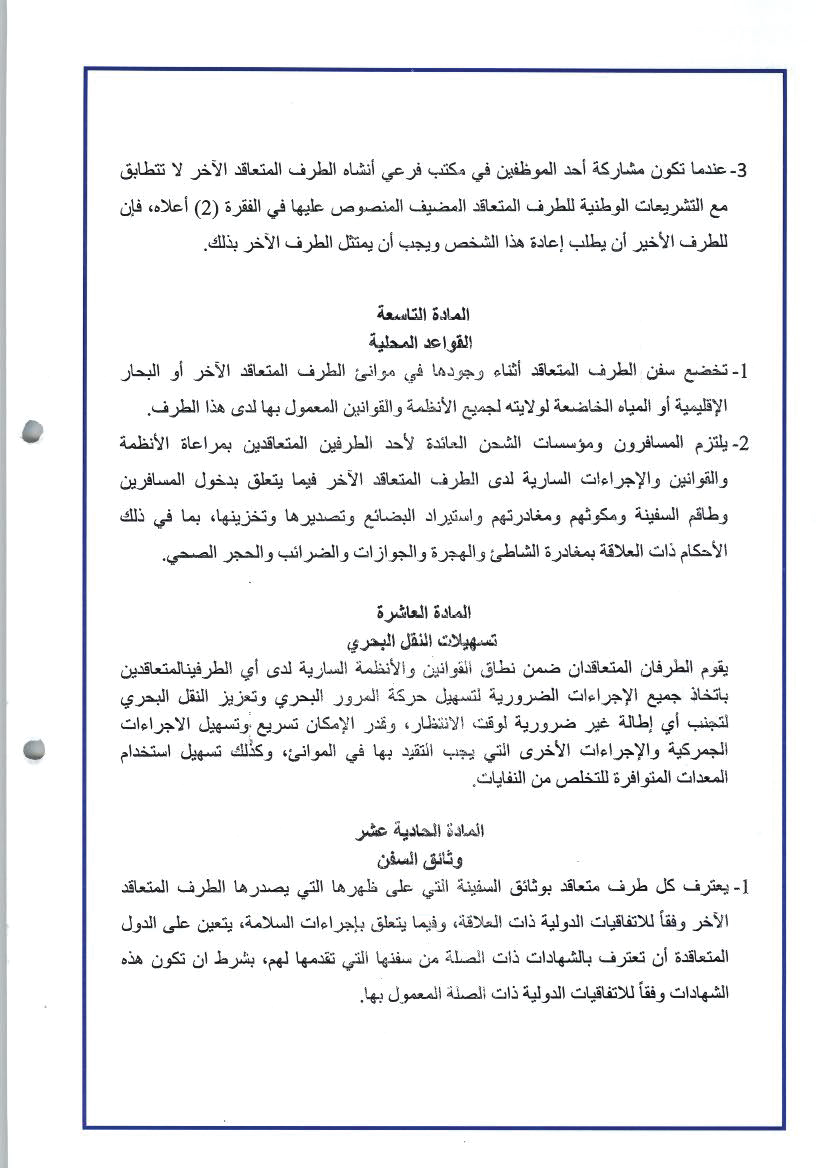 3- عندما تكون مشاركة أحد الموظفين في مكتب فرعي أنشاه الطرف المتعاقد الآخر لا تتطابق
مع التشريعات الوطنية للطرف المتعاقد المضيف المنصوص عليها في الفقرة (2) أعلاه، فإن
للطرف الأخير أن يطلب إعادة هذا الشخص ويجب أن يمتثل الطرف الآخر بذلك.
المادة التاسعة
القواعد المحلية
1- تخضع سفن الطرف المتعاقد أثناء وجودها في موانئ الطرف المتعاقد الآخر أو البحار
الإقليمية أو المياه الخاضعة لولايته لجميع الأنظمة والقوانين المعمول بها لدى هذا الطرف.
2- يلتزم المسافرون ومؤسسات الشحن العائدة لأحد الطرفين المتعاقدين بمراعاة الأنظمة
والقوانين والإجراءات السارية لدى الطرف المتعاقد الآخر فيما يتعلق بدخول المسافرين
وطاقم السفينة ومكوثهم ومغادرتهم واستيراد البضائع وتصديرها وتخزينها، بما في ذلك
الأحكام ذات العلاقة بمغادرة الشاطئ والهجرة والجوازات والضرائب والحجر الصحي.
المادة العاشرة
تسهيلات النقل البحري
يقوم الطرفان المتعاقدان ضمن نطاق القوانين والأنظمة السارية لدى أي الطرفينالمتعاقدين
باتخاذ جميع الإجراءات الضرورية لتسهيل حركة المرور البحري وتعزيز النقل البحري
لتجنب أي إطالة غير ضرورية لوقت الانتظار، وقدر الإمكان تسريع وتسهيل الاجراءات
الجمركية والإجراءات الأخرى التي يجب التقيد بها في الموانئ، وكذلك تسهيل استخدام
المعدات المتوافرة للتخلص من النفايات.
المادة الحادية عشر
وثائق السفن
1- يعترف كل طرف متعاقد بوثائق السفينة التي على ظهرها التي يصدرها الطرف المتعاقد
الآخر وفقاً للاتفاقيات الدولية ذات العلاقة، وفيما يتعلق بإجراءات السلامة، يتعين على الدول
المتعاقدة أن تعترف بالشهادات ذات الصلة من سفنها التي تقدمها لهم، بشرط ان تكون هذه
الشهادات وفقاً للاتفاقيات الدولية ذات الصلة المعمول بها.